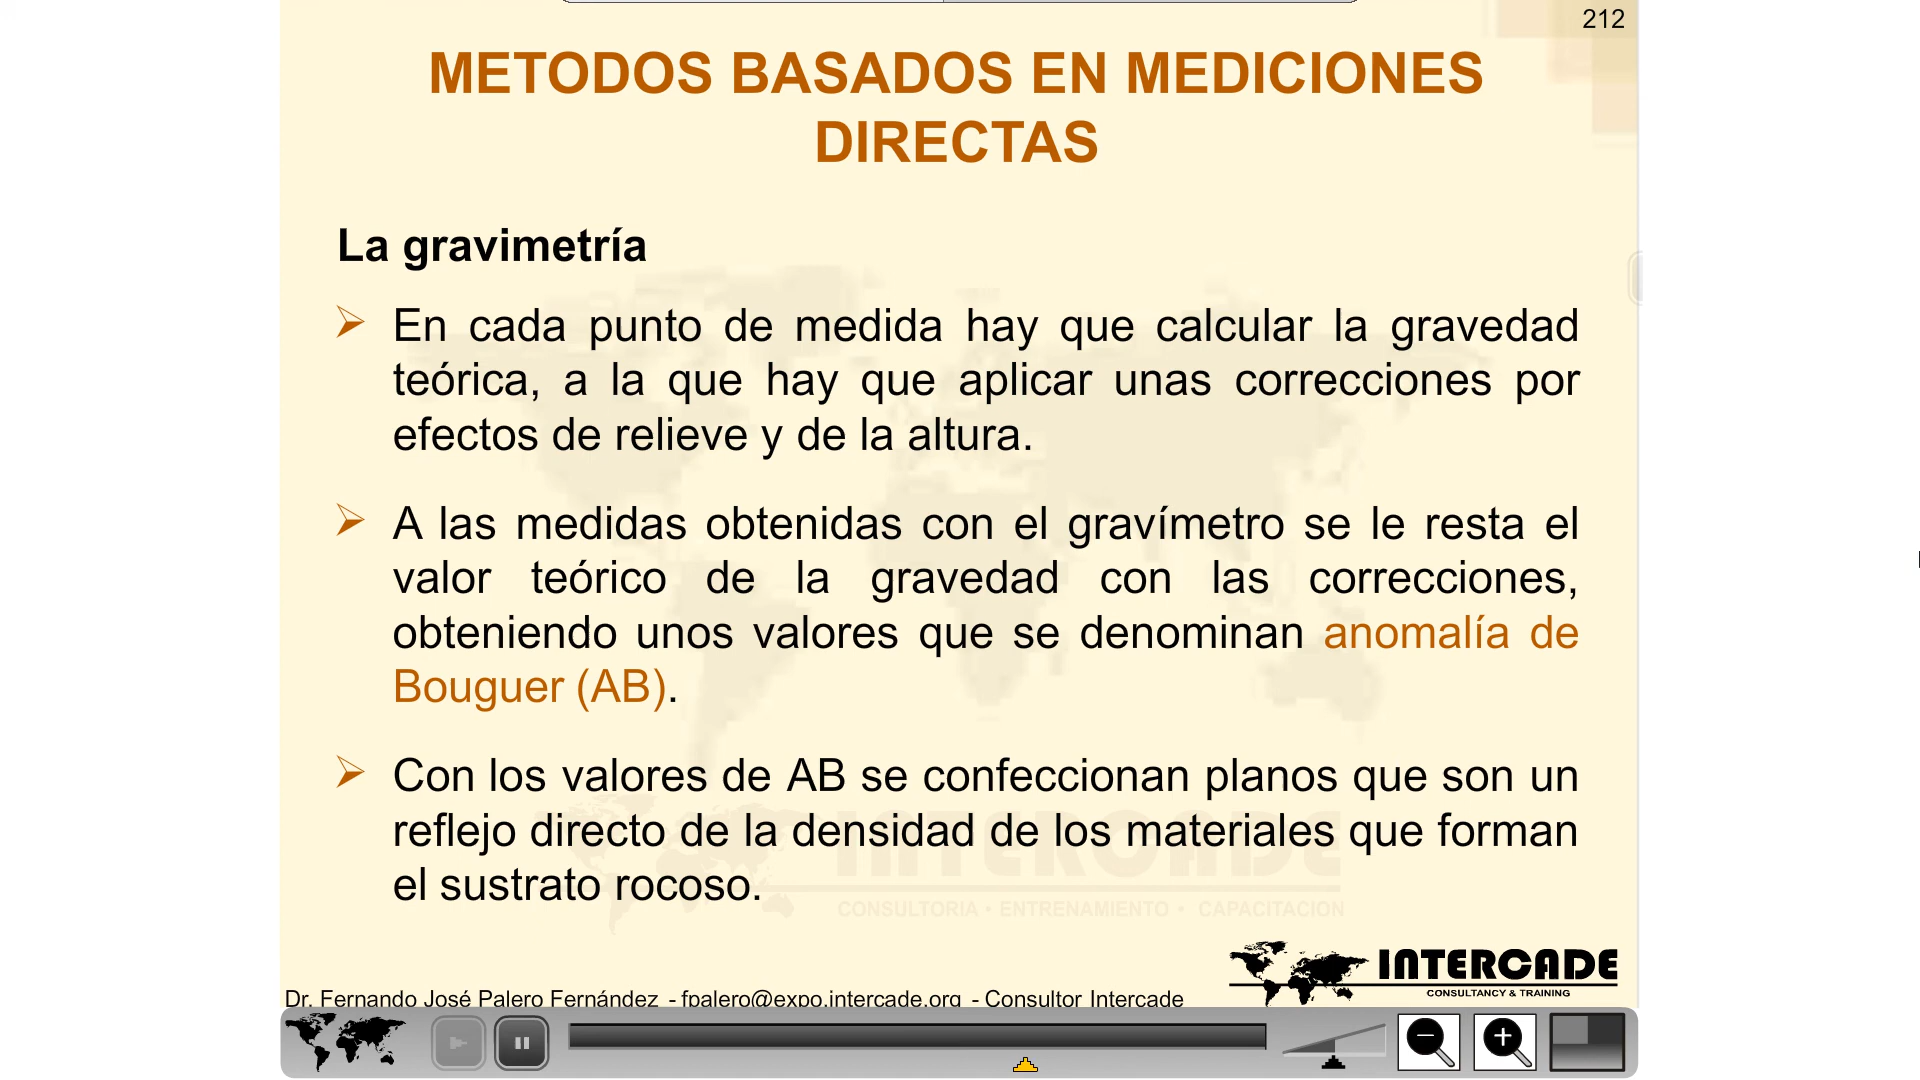 212
METODOS BASADOS EN MEDICIONES
DIRECTAS
La gravimetría
En cada punto de medida hay que calcular la gravedad
teórica, a la que hay que aplicar unas correcciones por
efectos de relieve y de la altura.
A las medidas obtenidas con el gravímetro se le resta el
valor teórico de la gravedad con las correcciones,
obteniendo unos valores que se denominan anomalía de
Bouguer (AB).
Con los valores de AB se confeccionan planos que son un
reflejo directo de la densidad de los materiales que forman
el sustrato rocoso.
INTERCADE
CONSULTORIA • ENTRENAMIENTO • CAPACITACION
INTERCADE
CONSULTANCY & TRAINING
Dr. Fernando José Palero Fernández - fpalero@expo.intercade.org - Consultor Intercade